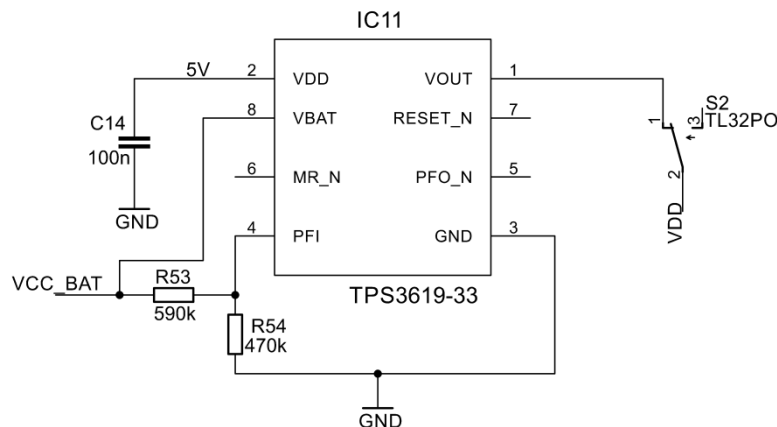 IC11
5V 2 VDD VOUT 1
8 VBAT RESET_N 7
C14
100n
6 MR_N PFO_N 5
4 PFI GND 3
GND
VCC_BAT
R53
590k
R54
470k
TPS3619-33
GND
1 3 S2
TL32PO
2
VDD